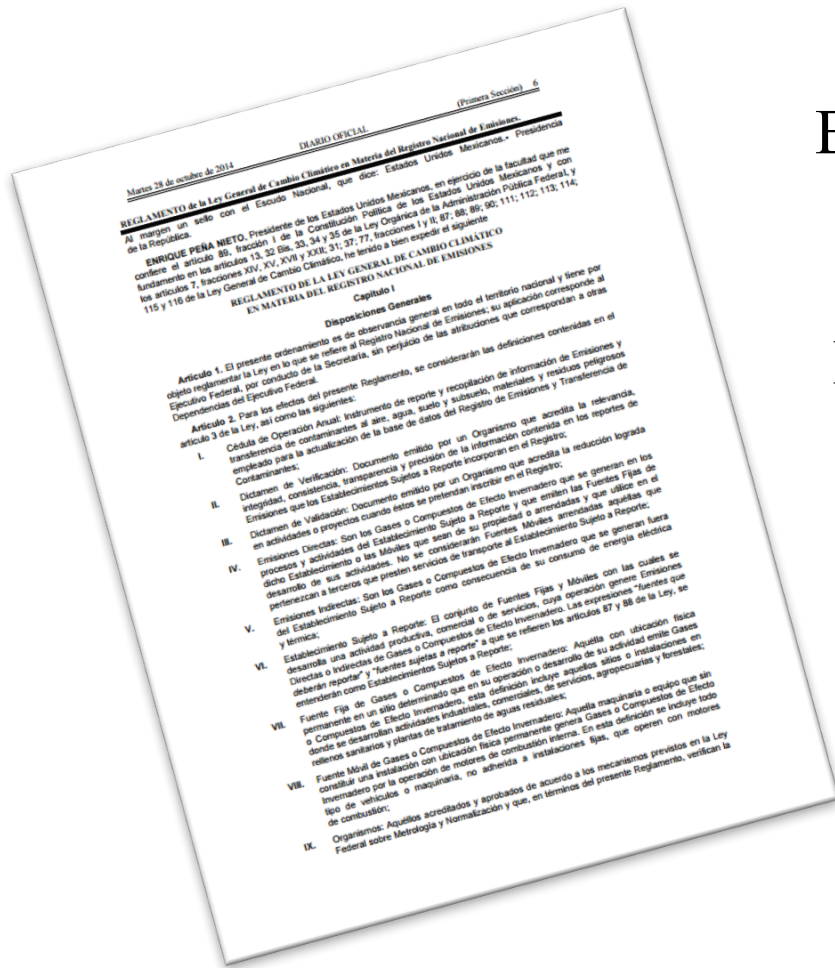 Martes 28 de octubre de 2014 DIARIO OFICIAL (Primera Sección) 6
REGLAMENTO de la Ley General de Cambio Climático en Materia del Registro Nacional de Emisiones.
Al margen un sello con el Escudo Nacional, que dice: Estados Unidos Mexicanos.- Presidencia
de la República.
ENRIQUE PEÑA NIETO, Presidente de los Estados Unidos Mexicanos, en ejercicio de la facultad que me
confiere el artículo 89, fracción I de la Constitución Política de los Estados Unidos Mexicanos y con
fundamento en los artículos 13, 32 Bis, 33, 34 y 35 de la Ley Orgánica de la Administración Pública Federal, y
los artículos 7, fracciones XIV, XV, XVII y XXII; 31; 37; 77, fracciones I y II; 87; 88; 89; 90; 111; 112; 113; 114;
115 y 116 de la Ley General de Cambio Climático, he tenido a bien expedir el siguiente
REGLAMENTO DE LA LEY GENERAL DE CAMBIO CLIMÁTICO
EN MATERIA DEL REGISTRO NACIONAL DE EMISIONES
Capítulo I
Disposiciones Generales
Artículo 1. El presente ordenamiento es de observancia general en todo el territorio nacional y tiene por
objeto reglamentar la Ley en lo que se refiere al Registro Nacional de Emisiones; su aplicación corresponde al
Ejecutivo Federal, por conducto de la Secretaría, sin perjuicio de las atribuciones que correspondan a otras
Dependencias del Ejecutivo Federal.
Artículo 2. Para los efectos del presente Reglamento, se considerarán las definiciones contenidas en el
artículo 3 de la Ley, así como las siguientes:
I. Cédula de Operación Anual: Instrumento de reporte y recopilación de información de Emisiones y
transferencia de contaminantes al aire, agua, suelo y subsuelo, materiales y residuos peligrosos
empleado para la actualización de la base de datos del Registro de Emisiones y Transferencia de
Contaminantes;
II. Dictamen de Verificación: Documento emitido por un Organismo que acredita la relevancia,
integridad, consistencia, transparencia y precisión de la información contenida en los reportes de
Emisiones que los Establecimientos Sujetos a Reporte incorporan en el Registro;
III. Dictamen de Validación: Documento emitido por un Organismo que acredita la reducción lograda
en actividades o proyectos cuando éstos se pretendan inscribir en el Registro;
IV. Emisiones Directas: Son los Gases o Compuestos de Efecto Invernadero que se generan en los
procesos y actividades del Establecimiento Sujeto a Reporte y que emiten las Fuentes Fijas de
dicho Establecimiento o las Móviles que sean de su propiedad o arrendadas y que utilice en el
desarrollo de sus actividades. No se considerarán Fuentes Móviles arrendadas aquéllas que
pertenezcan a terceros que presten servicios de transporte al Establecimiento Sujeto a Reporte;
V. Emisiones Indirectas: Son los Gases o Compuestos de Efecto Invernadero que se generan fuera
del Establecimiento Sujeto a Reporte como consecuencia de su consumo de energía eléctrica
y térmica;
VI. Establecimiento Sujeto a Reporte: El conjunto de Fuentes Fijas y Móviles con las cuales se
desarrolla una actividad productiva, comercial o de servicios, cuya operación genere Emisiones
Directas o Indirectas de Gases o Compuestos de Efecto Invernadero. Las expresiones "fuentes que
deberán reportar" y "fuentes sujetas a reporte" a que se refieren los artículos 87 y 88 de la Ley, se
entenderán como Establecimientos Sujetos a Reporte;
VII. Fuente Fija de Gases o Compuestos de Efecto Invernadero: Aquélla con ubicación física
permanente en un sitio determinado que en su operación o desarrollo de su actividad emite Gases
o Compuestos de Efecto Invernadero, esta definición incluye aquellos sitios o instalaciones en
donde se desarrollan actividades industriales, comerciales, de servicios, agropecuarias y forestales;
rellenos sanitarios y plantas de tratamiento de aguas residuales;
VIII. Fuente Móvil de Gases o Compuestos de Efecto Invernadero: Aquella maquinaria o equipo que sin
constituir una instalación con ubicación física permanente genera Gases o Compuestos de Efecto
Invernadero por la operación de motores de combustión interna. En esta definición se incluye todo
tipo de vehículos o maquinaria, no adherida a instalaciones fijas, que operen con motores
de combustión;
IX. Organismos: Aquéllos acreditados y aprobados de acuerdo a los mecanismos previstos en la Ley
Federal sobre Metrología y Normalización y que, en términos del presente Reglamento, verifican la